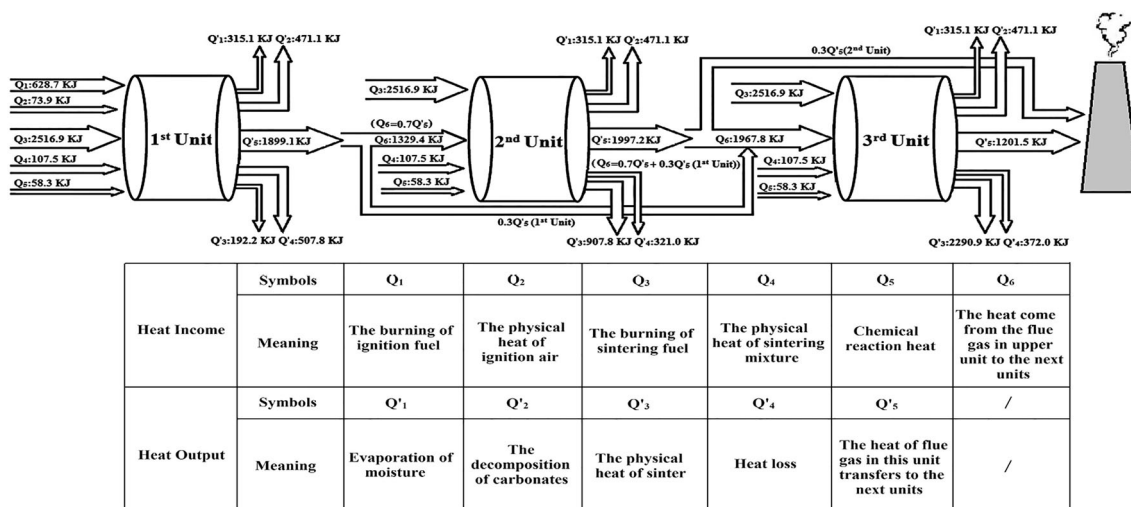 Q'1:315.1 KJ Q'2:471.1 KJ
Q1:628.7 KJ
Q2:73.9 KJ
Q3:2516.9 KJ
Q4:107.5 KJ
Q5:58.3 KJ
1st Unit
Q'5:1899.1 KJ
Q'3:192.2 KJ Q'4:507.8 KJ
Q'1:315.1 KJ Q'2:471.1 KJ
Q3:2516.9 KJ
(Q6=0.7Q'5)
Q6:1329.4 KJ
Q4:107.5 KJ
Q5:58.3 KJ
2nd Unit
Q'5:1997.2 KJ
(Q6=0.7Q'5 + 0.3Q'5 (1st Unit))
0.3Q'5 (1st Unit)
Q'3:907.8 KJ Q'4:321.0 KJ
0.3Q'5(2nd Unit)
Q'1:315.1 KJ Q'2:471.1 KJ
Q3:2516.9 KJ
Q6:1967.8 KJ
Q4:107.5 KJ
Q5:58.3 KJ
3rd Unit
Q'5:1201.5 KJ
Q'3:2290.9 KJ Q'4:372.0 KJ
Heat Income
Symbols Q1 Q2 Q3 Q4 Q5 Q6
Meaning
The burning of
ignition fuel
The physical
heat of
ignition air
The burning of
sintering fuel
The physical
heat of sintering
mixture
Chemical
reaction heat
The heat come
from the flue
gas in upper
unit to the next
units
Heat Output
Symbols Q'1 Q'2 Q'3 Q'4 Q'5 /
Meaning
Evaporation of
moisture
The
decomposition
of carbonates
The physical
heat of sinter
Heat loss
The heat of flue
gas in this unit
transfers to the
next units
/